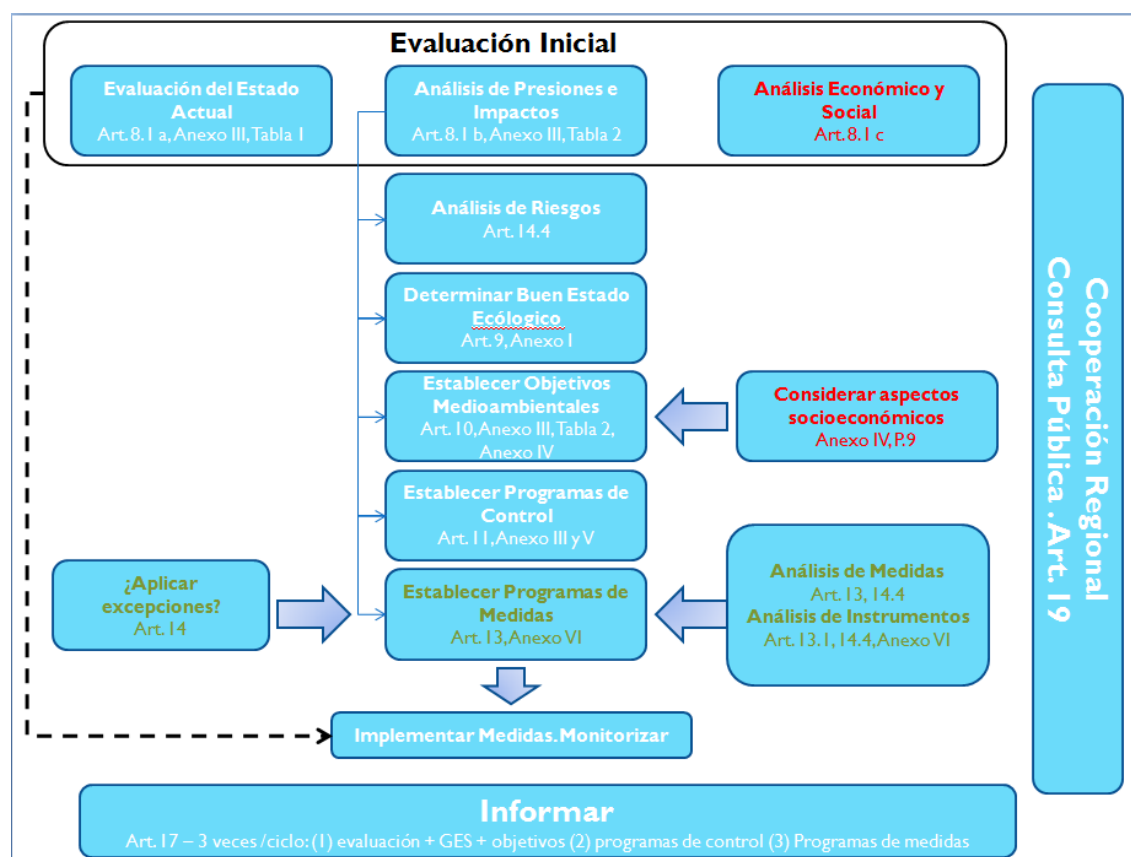 Evaluación Inicial
Evaluación del Estado
Actual
Art. 8.1 a, Anexo III, Tabla 1
Análisis de Presiones e
Impactos
Art. 8.1 b, Anexo III, Tabla 2
Análisis Económico y
Social
Art. 8.1 c
Análisis de Riesgos
Art. 14.4
Determinar Buen Estado
Ecólogico
Art. 9, Anexo I
Establecer Objetivos
Medioambientales
Art. 10, Anexo III, Tabla 2,
Anexo IV
Considerar aspectos
socioeconómicos
Anexo IV, P.9
Establecer Programas de
Control
Art. 11, Anexo III y V
¿Aplicar
excepciones?
Art. 14
Establecer Programas de
Medidas
Art. 13, Anexo VI
Análisis de Medidas
Art. 13, 14.4
Análisis de Instrumentos
Art. 13.1, 14.4, Anexo VI
Implementar Medidas. Monitorizar
Cooperación Regional
Consulta Pública . Art. 19
Informar
Art. 17 – 3 veces /ciclo: (1) evaluación + GES + objetivos (2) programas de control (3) Programas de medidas